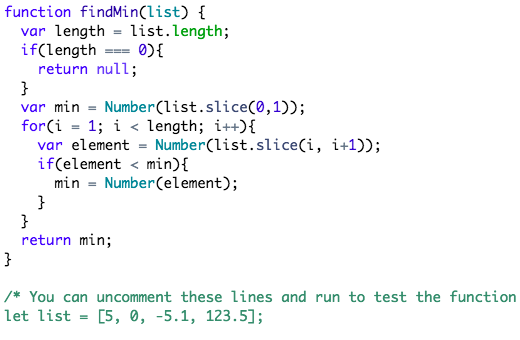 function findMin(list) {
  var length = list.length;
  if(length === 0){
    return null;
  }
  var min = Number(list.slice(0,1));
  for(i = 1; i < length; i++){
    var element = Number(list.slice(i, i+1));
    if(element < min){
      min = Number(element);
    }
  }
  return min;
}

/* You can uncomment these lines and run to test the function
let list = [5, 0, -5.1, 123.5];